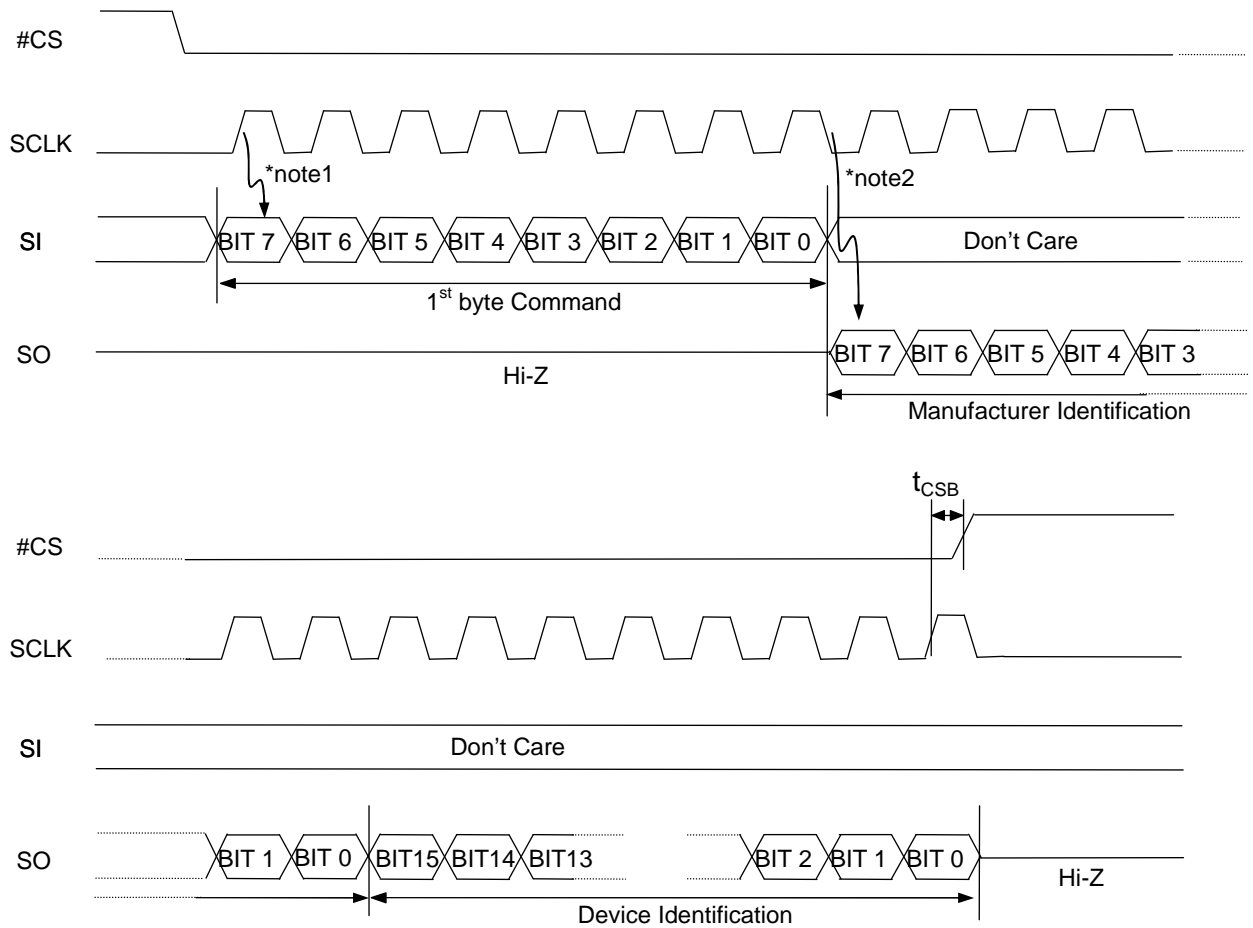 #CS
SCLK
*note1
*note2
SI
BIT 7 BIT 6 BIT 5 BIT 4 BIT 3 BIT 2 BIT 1 BIT 0
Don't Care
1st byte Command
SO
Hi-Z
BIT 7 BIT 6 BIT 5 BIT 4 BIT 3
Manufacturer Identification
tCSB
#CS
SCLK
SI
Don't Care
SO
BIT 1 BIT 0 BIT15 BIT14 BIT13 BIT 2 BIT 1 BIT 0
Hi-Z
Device Identification